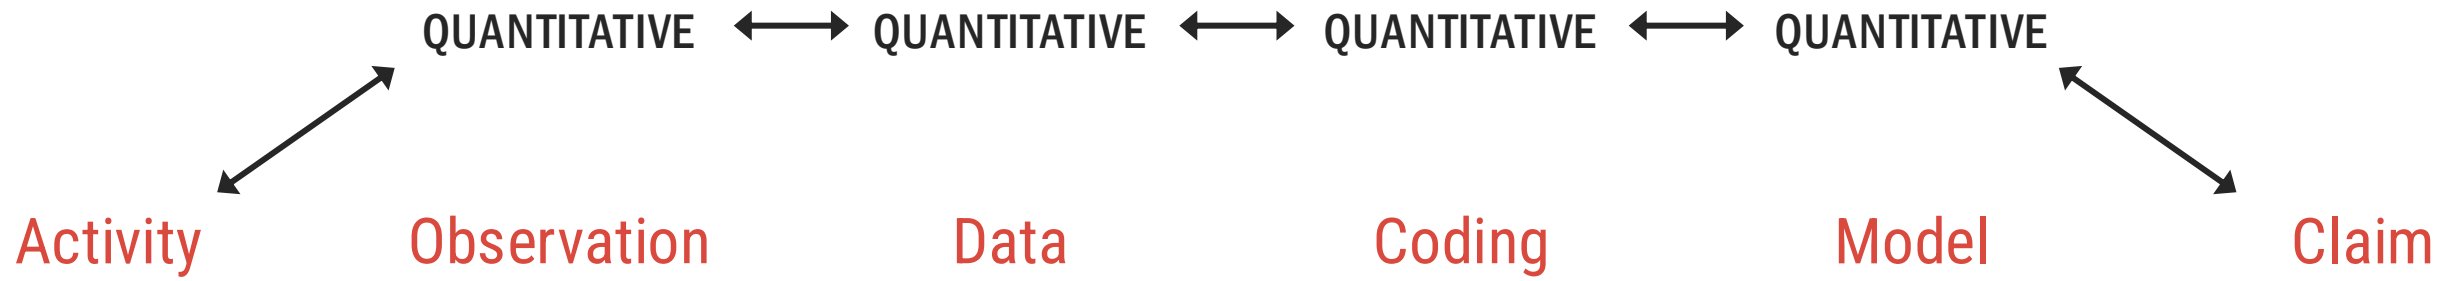 QUANTITATIVE QUANTITATIVE QUANTITATIVE QUANTITATIVE
Activity Observation Data Coding Model Claim